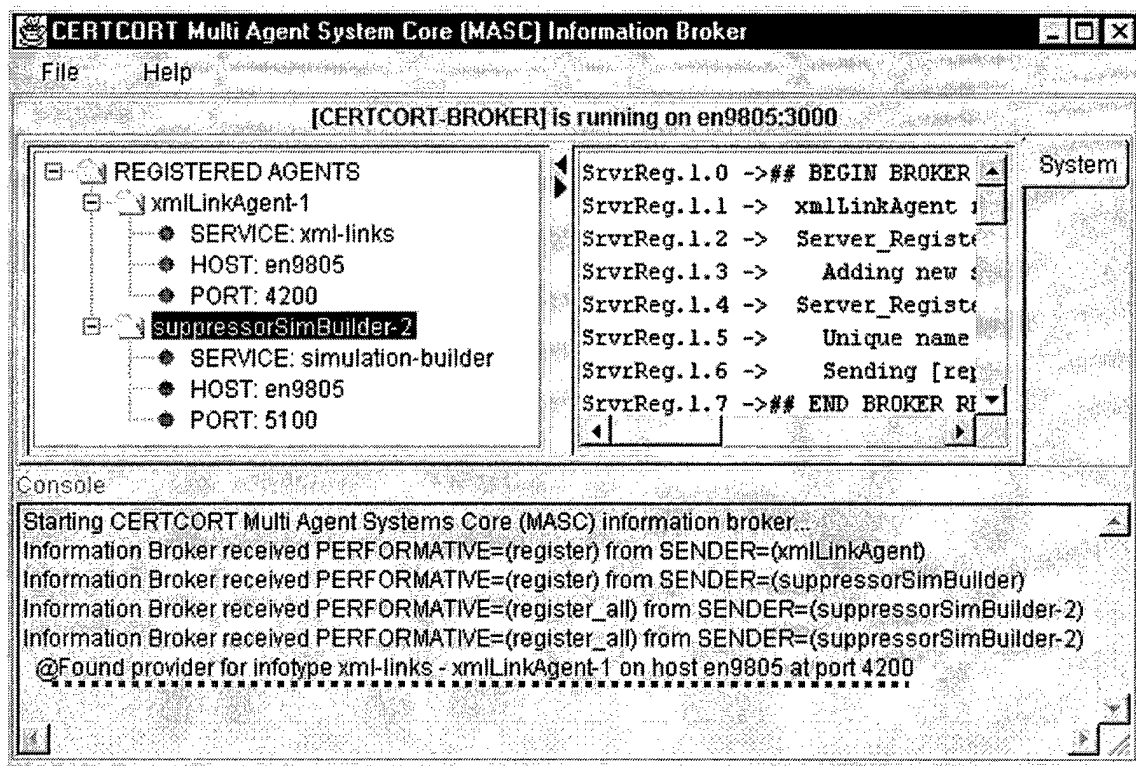 CERTCORT Multi Agent System Core (MASC) Information Broker
File Help
[CERTCORT-BROKER] is running on en9805:3000
REGISTERED AGENTS
xmlLinkAgent-1
SERVICE: xml-links
HOST: en9805
PORT: 4200
suppressorSimBuilder-2
SERVICE: simulation-builder
HOST: en9805
PORT: 5100
SrvrReg.1.0 ->## BEGIN BROKER
SrvrReg.1.1 -> xmlLinkAgent
SrvrReg.1.2 -> Server_Registe
SrvrReg.1.3 -> Adding new
SrvrReg.1.4 -> Server_Registe
SrvrReg.1.5 -> Unique name
SrvrReg.1.6 -> Sending [rep
SrvrReg.1.7 ->## END BROKER RE
System
Console
Starting CERTCORT Multi Agent Systems Core (MASC) information broker...
Information Broker received PERFORMATIVE=(register) from SENDER=(xmlLinkAgent)
Information Broker received PERFORMATIVE=(register) from SENDER=(suppressorSimBuilder)
Information Broker received PERFORMATIVE=(register_all) from SENDER=(suppressorSimBuilder-2)
Information Broker received PERFORMATIVE=(register_all) from SENDER=(suppressorSimBuilder-2)
@Found provider for infotype xml-links - xmlLinkAgent-1 on host en9805 at port 4200